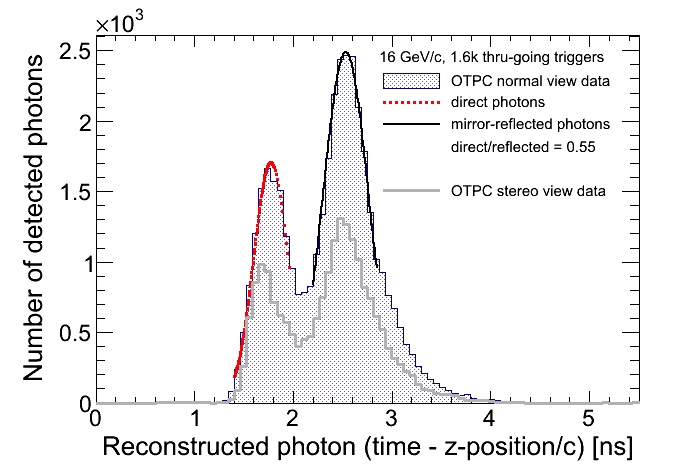 ×10³
Number of detected photons
2.5
2
1.5
1
0.5
0
16 GeV/c, 1.6k thru-going triggers
OTPC normal view data
direct photons
mirror-reflected photons
direct/reflected = 0.55
OTPC stereo view data
0 1 2 3 4 5
Reconstructed photon (time - z-position/c) [ns]